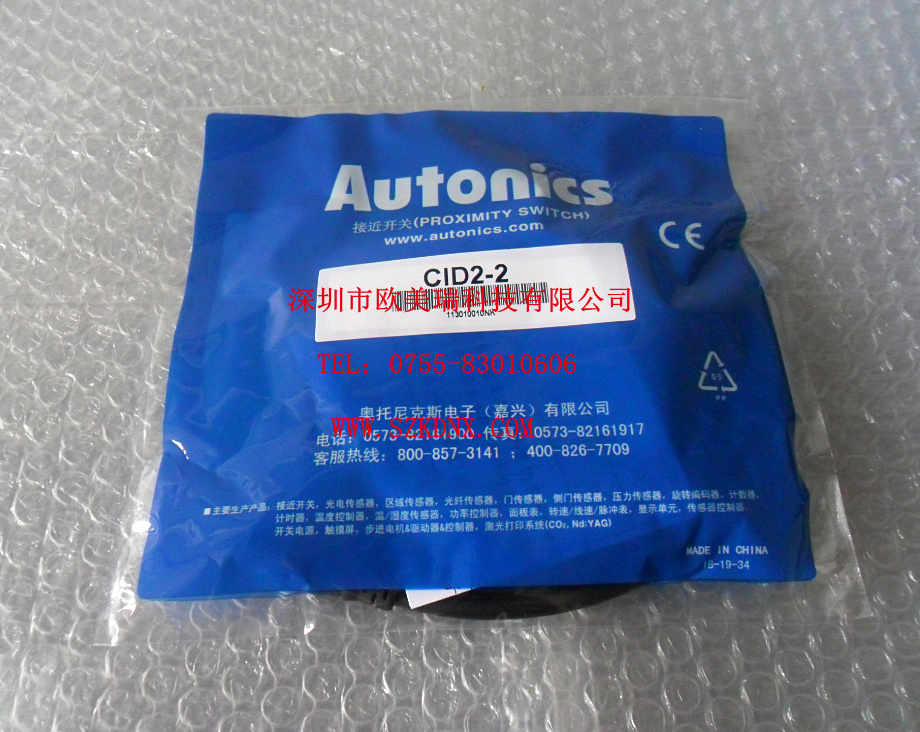 Autonics
接近开关(PROXIMITY SWITCH)
www.autonics.com
CE
CID2-2
深圳市欧美瑞科技有限公司
113010010NR
TEL: 0755-83010606
05
PP
奥托尼克斯电子（嘉兴）有限公司
WWW.SZKDNX.COM
电话: 0573-82161900 传真: 0573-82161917
客服热线: 800-857-3141 ; 400-826-7709
■主要生产产品: 接近开关, 光电传感器, 区域传感器, 光纤传感器, 门传感器, 侧门传感器, 压力传感器, 旋转编码器, 计数器,
计时器, 温度控制器, 温/湿度传感器, 功率控制器, 面板表, 转速/线速/脉冲表, 显示单元, 传感器控制器,
开关电源, 触摸屏, 步进电机&驱动器&控制器, 激光打印系统(CO₂, Nd:YAG)
MADE IN CHINA
16-19-34